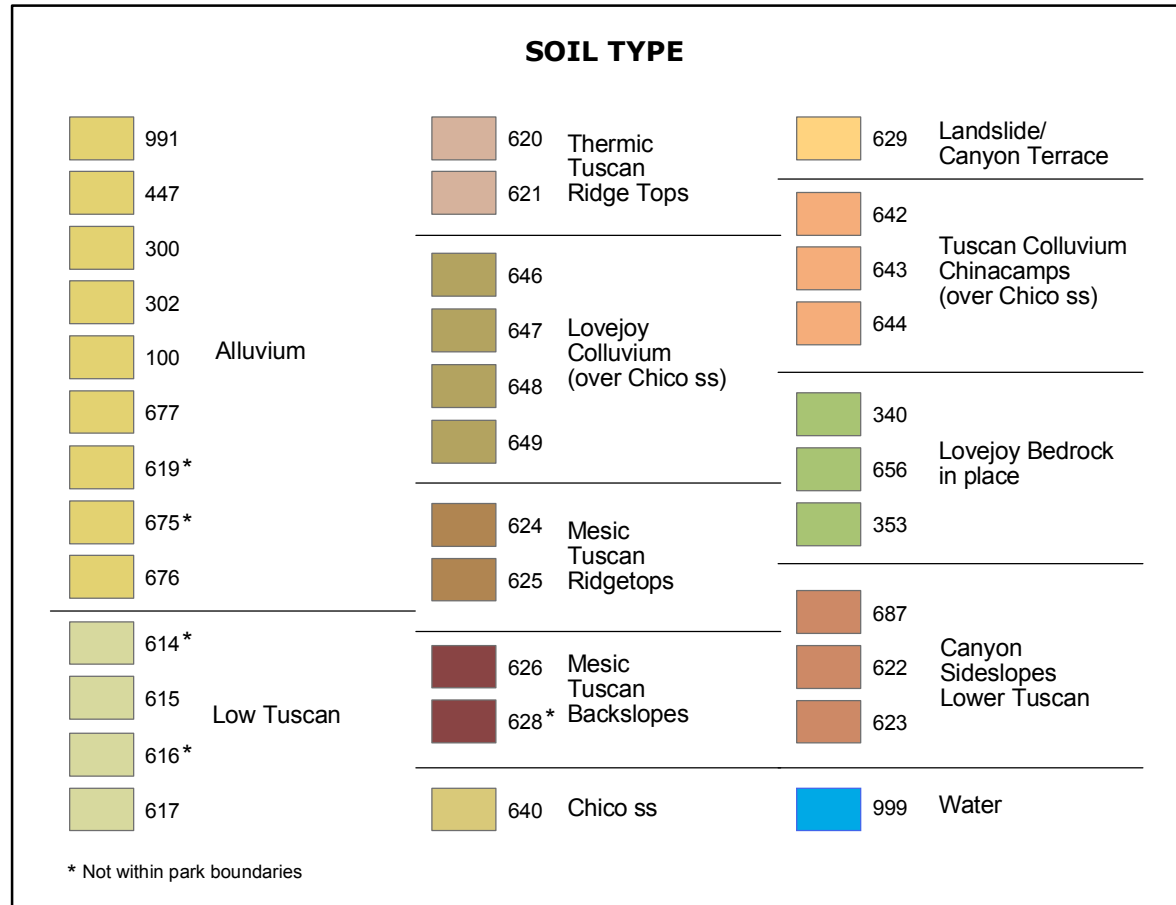 SOIL TYPE
991
447
300
302
100
677
619*
675*
676
Alluvium
614*
615
616*
617
Low Tuscan
620
621
Thermic
Tuscan
Ridge Tops
646
647
648
649
Lovejoy
Colluvium
(over Chico ss)
624
625
Mesic
Tuscan
Ridgetops
626
628*
Mesic
Tuscan
Backslopes
640
Chico ss
629
Landslide/
Canyon Terrace
642
643
644
Tuscan Colluvium
Chinacamps
(over Chico ss)
340
656
353
Lovejoy Bedrock
in place
687
622
623
Canyon
Sideslopes
Lower Tuscan
999
Water
* Not within park boundaries